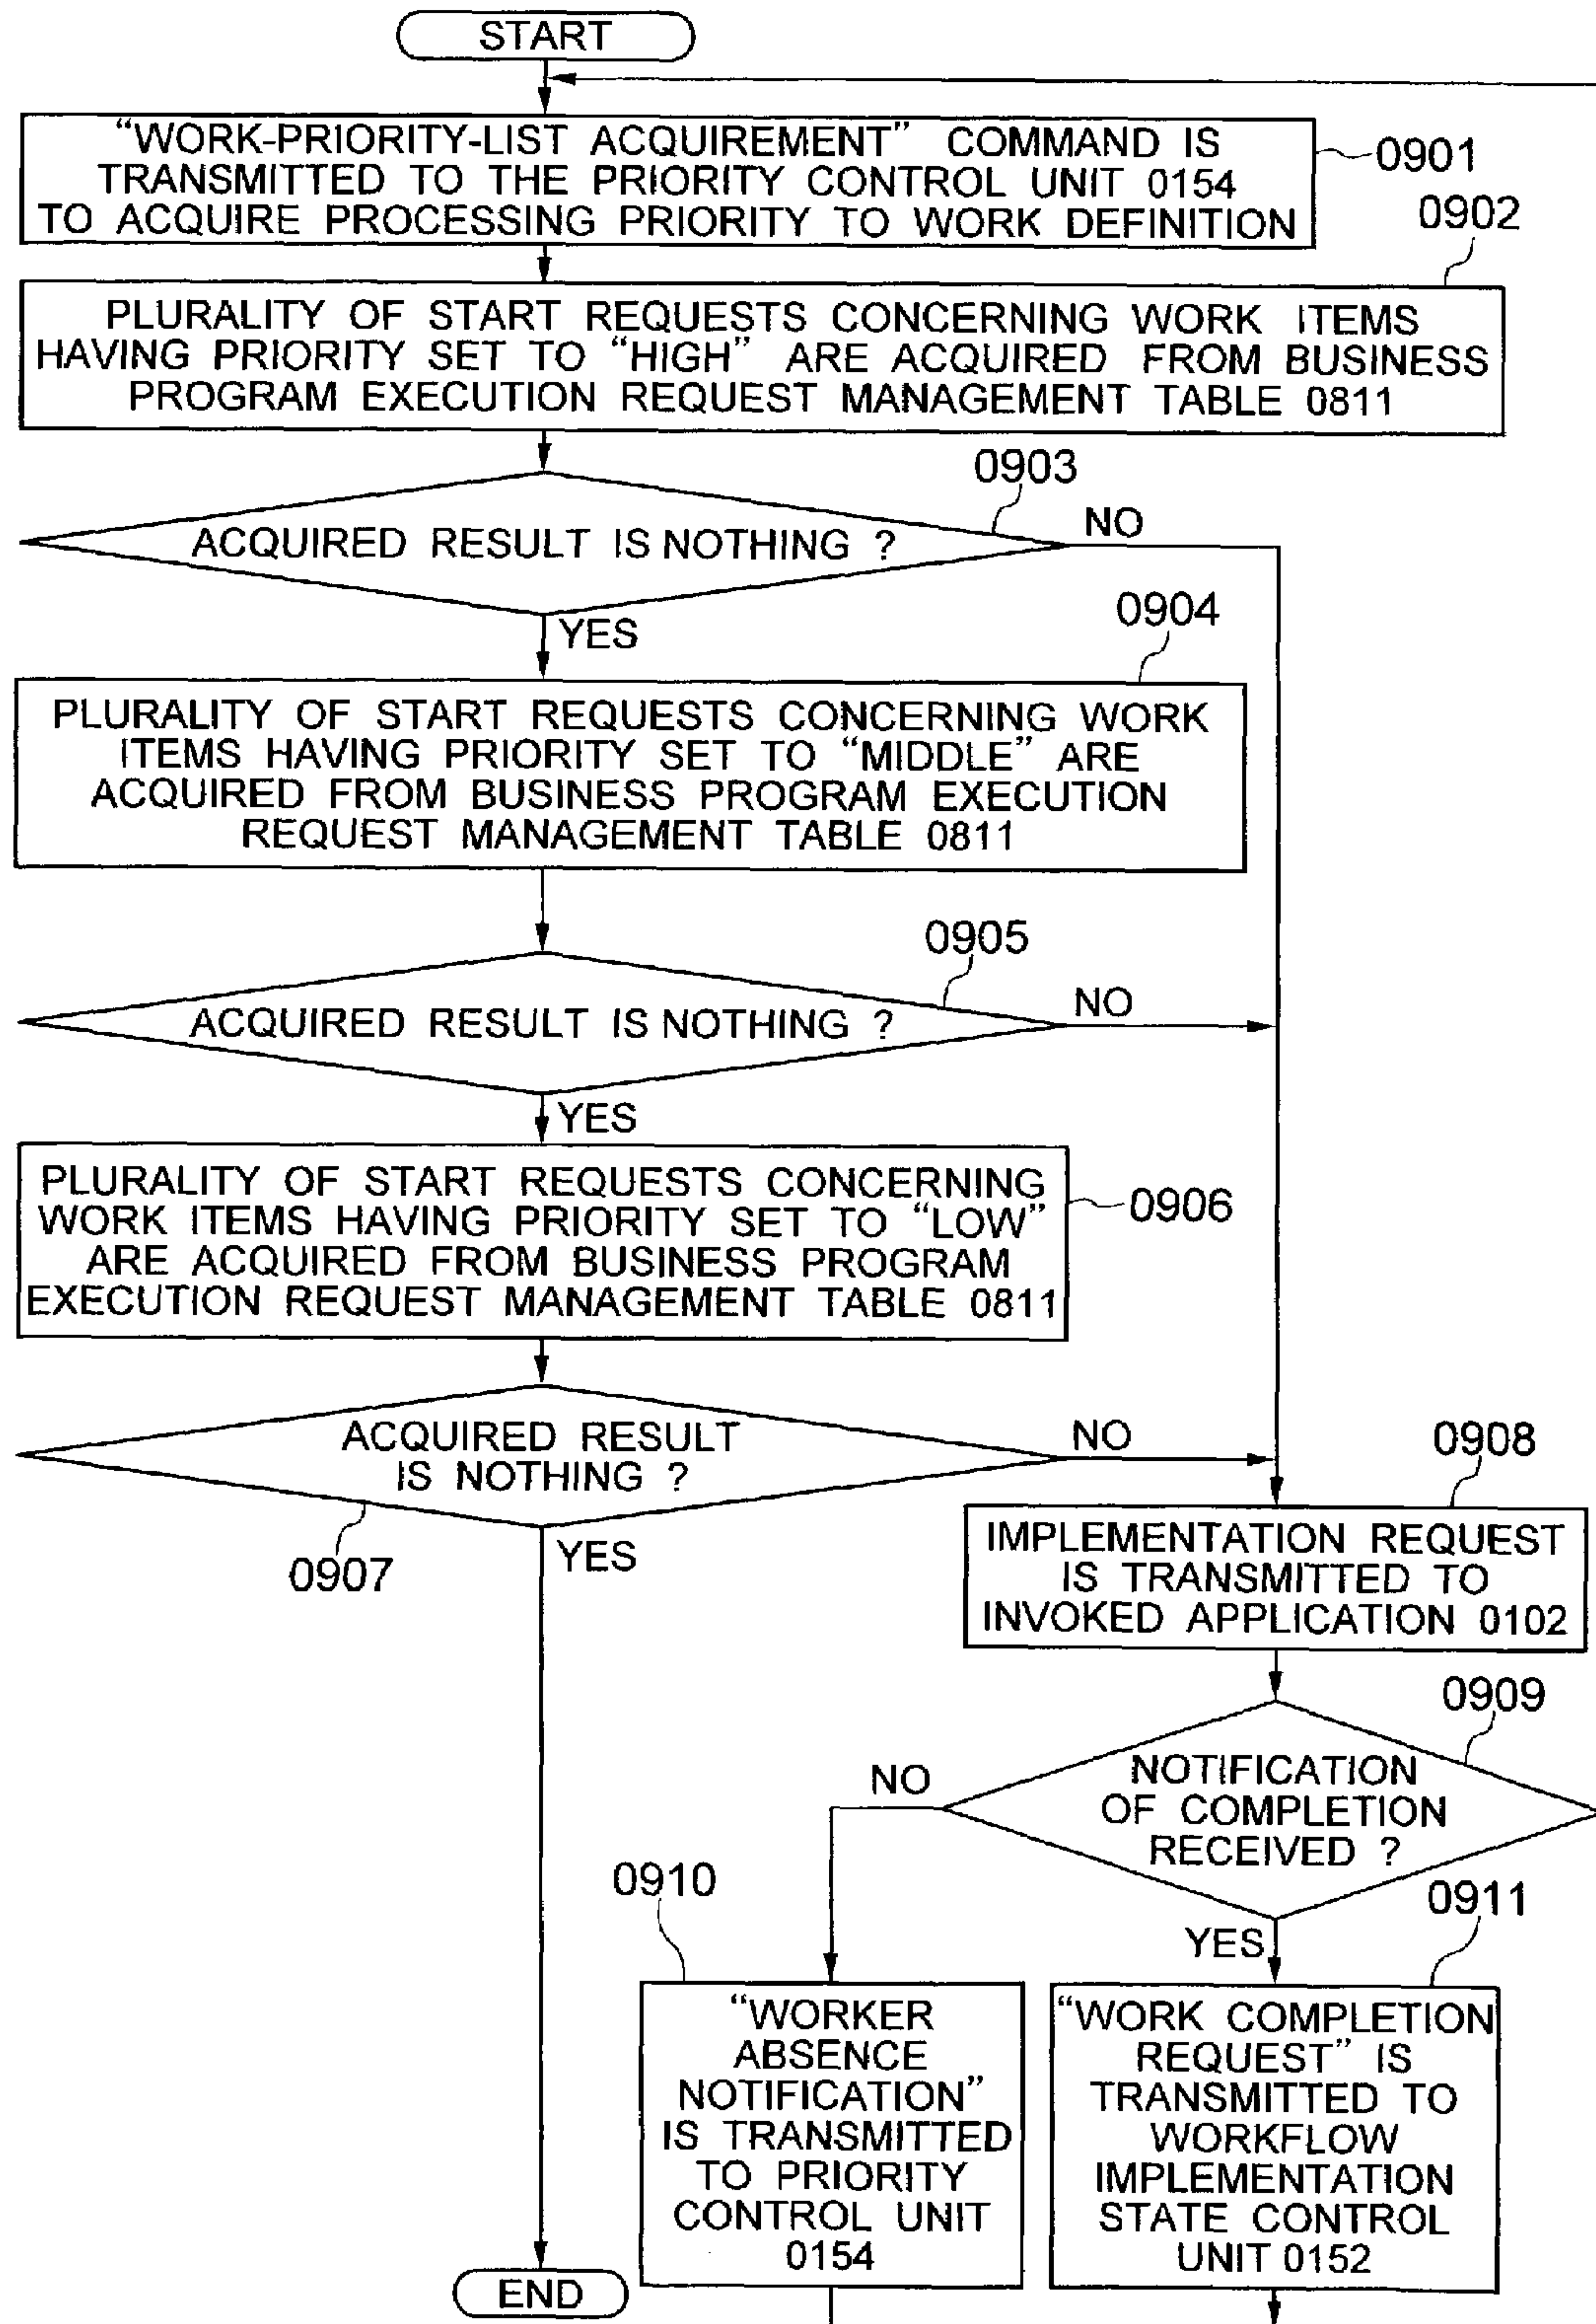 START
“WORK-PRIORITY-LIST ACQUIREMENT” COMMAND IS
TRANSMITTED TO THE PRIORITY CONTROL UNIT 0154
TO ACQUIRE PROCESSING PRIORITY TO WORK DEFINITION
0901
0902
PLURALITY OF START REQUESTS CONCERNING WORK ITEMS
HAVING PRIORITY SET TO “HIGH” ARE ACQUIRED FROM BUSINESS
PROGRAM EXECUTION REQUEST MANAGEMENT TABLE 0811
0903
ACQUIRED RESULT IS NOTHING ?
NO
YES
0904
PLURALITY OF START REQUESTS CONCERNING WORK
ITEMS HAVING PRIORITY SET TO “MIDDLE” ARE
ACQUIRED FROM BUSINESS PROGRAM EXECUTION
REQUEST MANAGEMENT TABLE 0811
0905
ACQUIRED RESULT IS NOTHING ?
NO
YES
PLURALITY OF START REQUESTS CONCERNING
WORK ITEMS HAVING PRIORITY SET TO “LOW”
ARE ACQUIRED FROM BUSINESS PROGRAM
EXECUTION REQUEST MANAGEMENT TABLE 0811
0906
ACQUIRED RESULT
IS NOTHING ?
NO
0907
YES
0908
IMPLEMENTATION REQUEST
IS TRANSMITTED TO
INVOKED APPLICATION 0102
0909
NOTIFICATION
OF COMPLETION
RECEIVED ?
NO
YES
0910
“WORKER
ABSENCE
NOTIFICATION”
IS TRANSMITTED
TO PRIORITY
CONTROL UNIT
0154
0911
“WORK COMPLETION
REQUEST” IS
TRANSMITTED TO
WORKFLOW
IMPLEMENTATION
STATE CONTROL
UNIT 0152
END